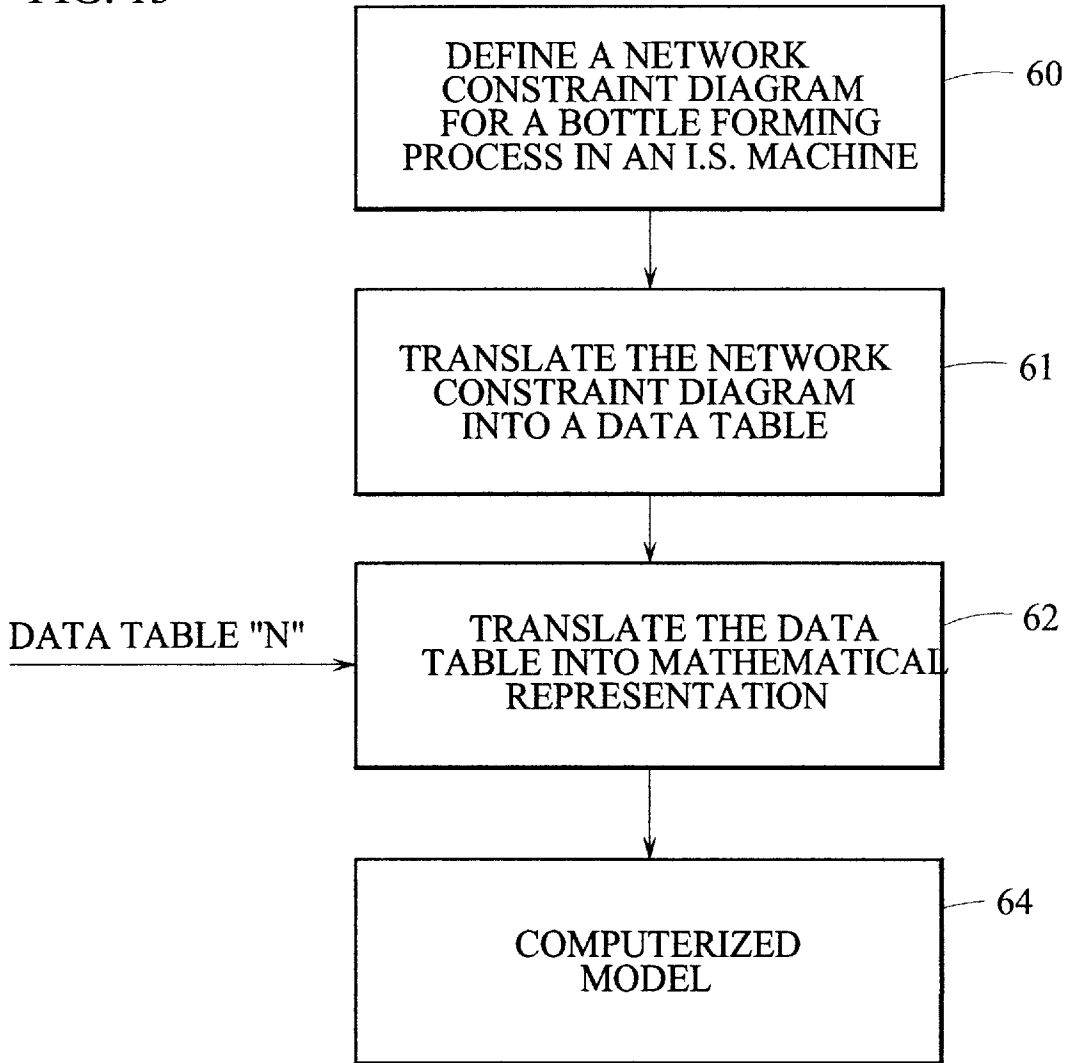 DEFINE A NETWORK
CONSTRAINT DIAGRAM
FOR A BOTTLE FORMING
PROCESS IN AN I.S. MACHINE
60
TRANSLATE THE NETWORK
CONSTRAINT DIAGRAM
INTO A DATA TABLE
61
DATA TABLE "N"
TRANSLATE THE DATA
TABLE INTO MATHEMATICAL
REPRESENTATION
62
COMPUTERIZED
MODEL
64